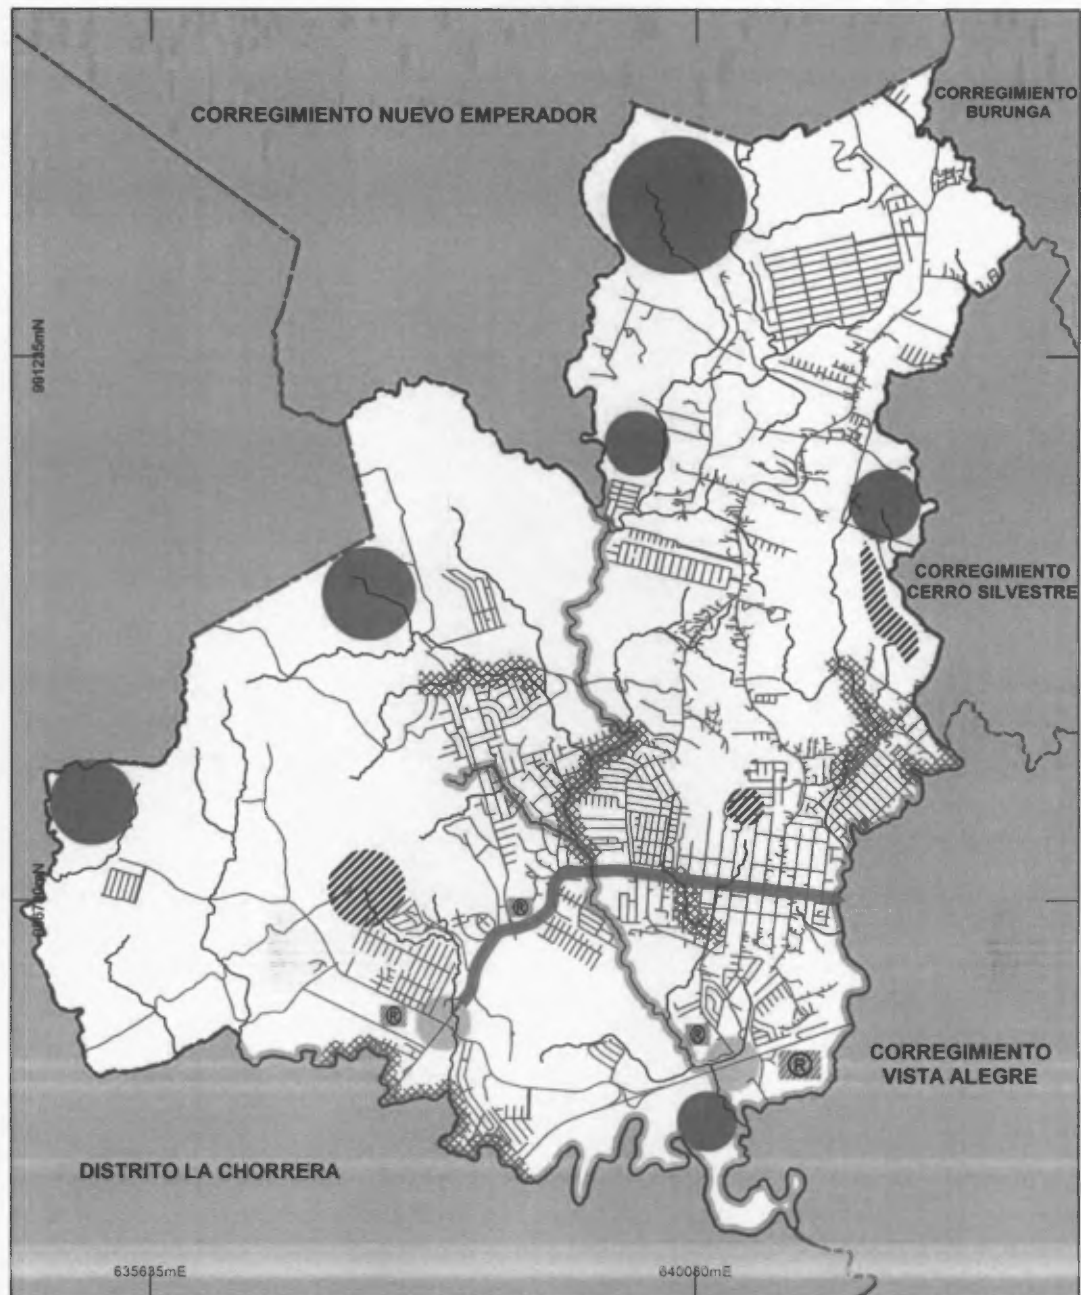 CORREGIMIENTO NUEVO EMPERADOR
CORREGIMIENTO
BURUNGA
991235mN
CORREGIMIENTO
CERRO SILVESTRE
®
®
®
®
CORREGIMIENTO
VISTA ALEGRE
DISTRITO LA CHORRERA
635635mE
640060mE